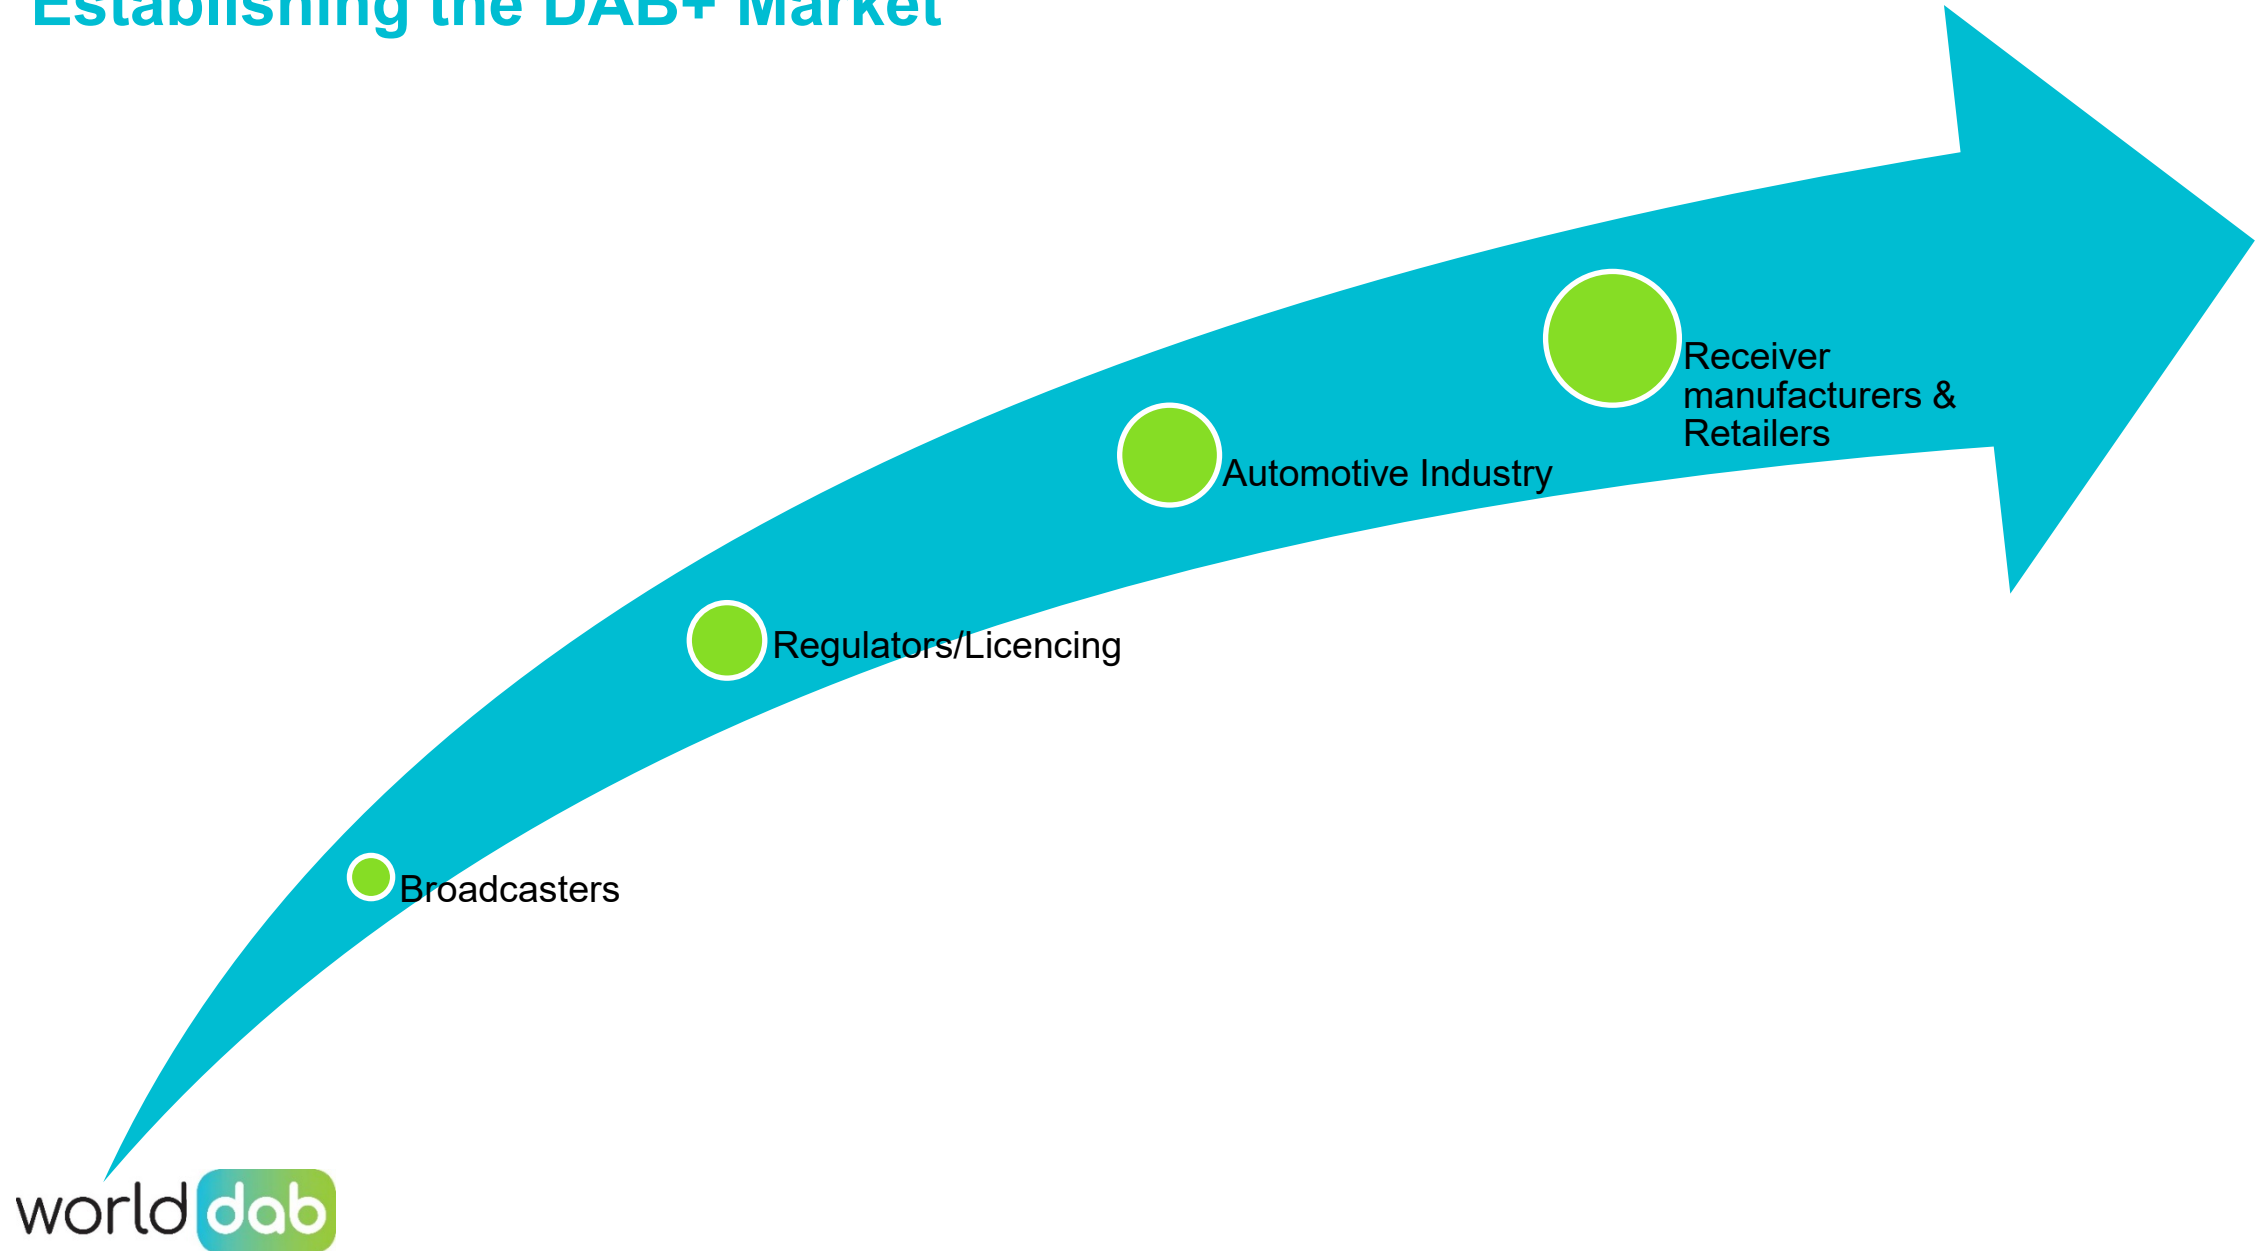 Establishing the DAB+ Market
Receiver
manufacturers &
Retailers
Automotive Industry
Regulators/Licencing
Broadcasters
world dab